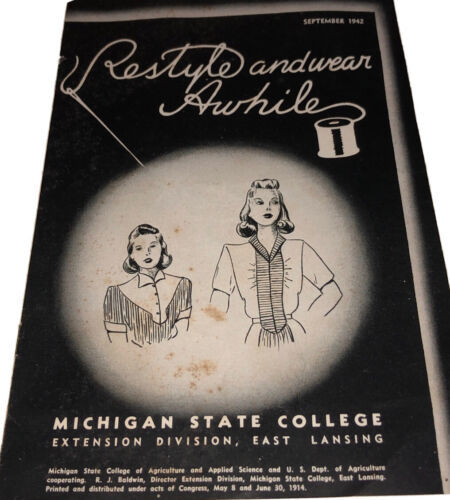 SEPTEMBER 1942
Restyle and wear
Awhile
MICHIGAN STATE COLLEGE
EXTENSION DIVISION, EAST LANSING
Michigan State College of Agriculture and Applied Science and U. S. Dept. of Agriculture
cooperating. R. J. Baldwin, Director Extension Division, Michigan State College, East Lansing.
Printed and distributed under acts of Congress, May 8 and June 30, 1914.